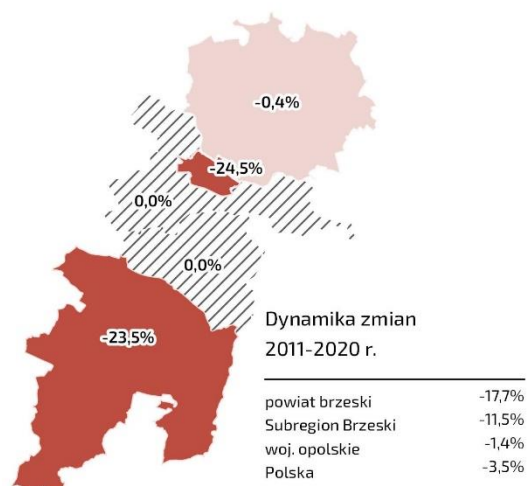 -0,4%
-24,5%
0,0%
0,0%
-23,5%
Dynamika zmian
2011-2020 r.
powiat brzeski -17,7%
Subregion Brzeski -11,5%
woj. opolskie -1,4%
Polska -3,5%